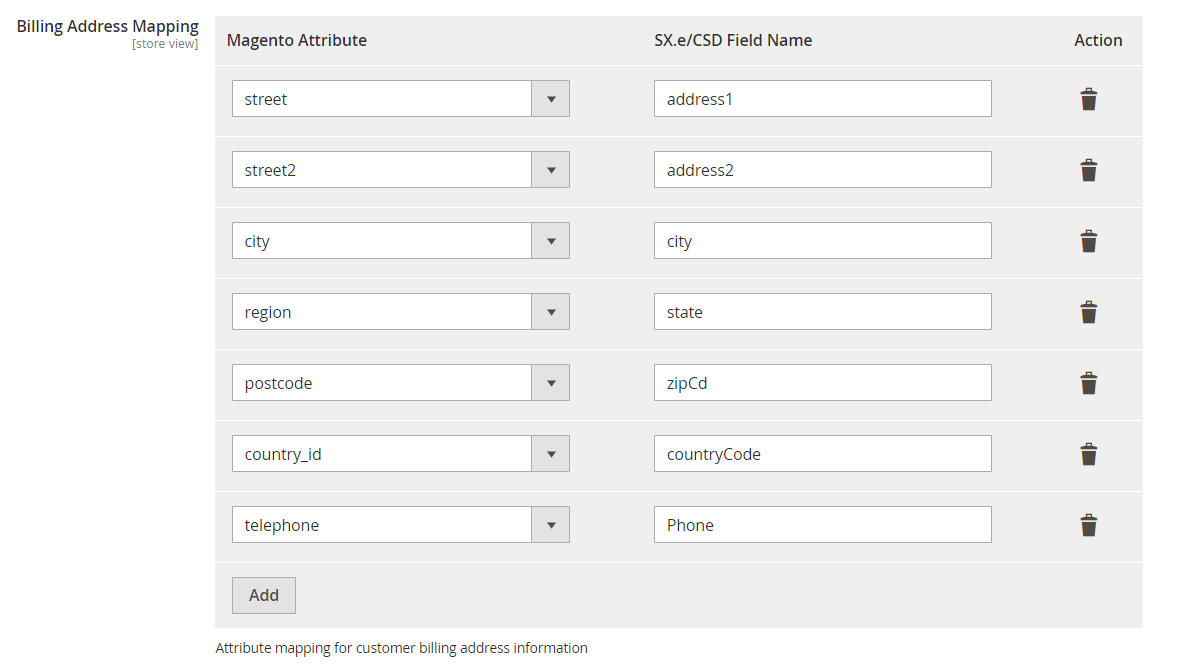 Billing Address Mapping
[store view]
Magento Attribute SX.e/CSD Field Name Action
street address1
street2 address2
city city
region state
postcode zipCd
country_id countryCode
telephone Phone
Add
Attribute mapping for customer billing address information